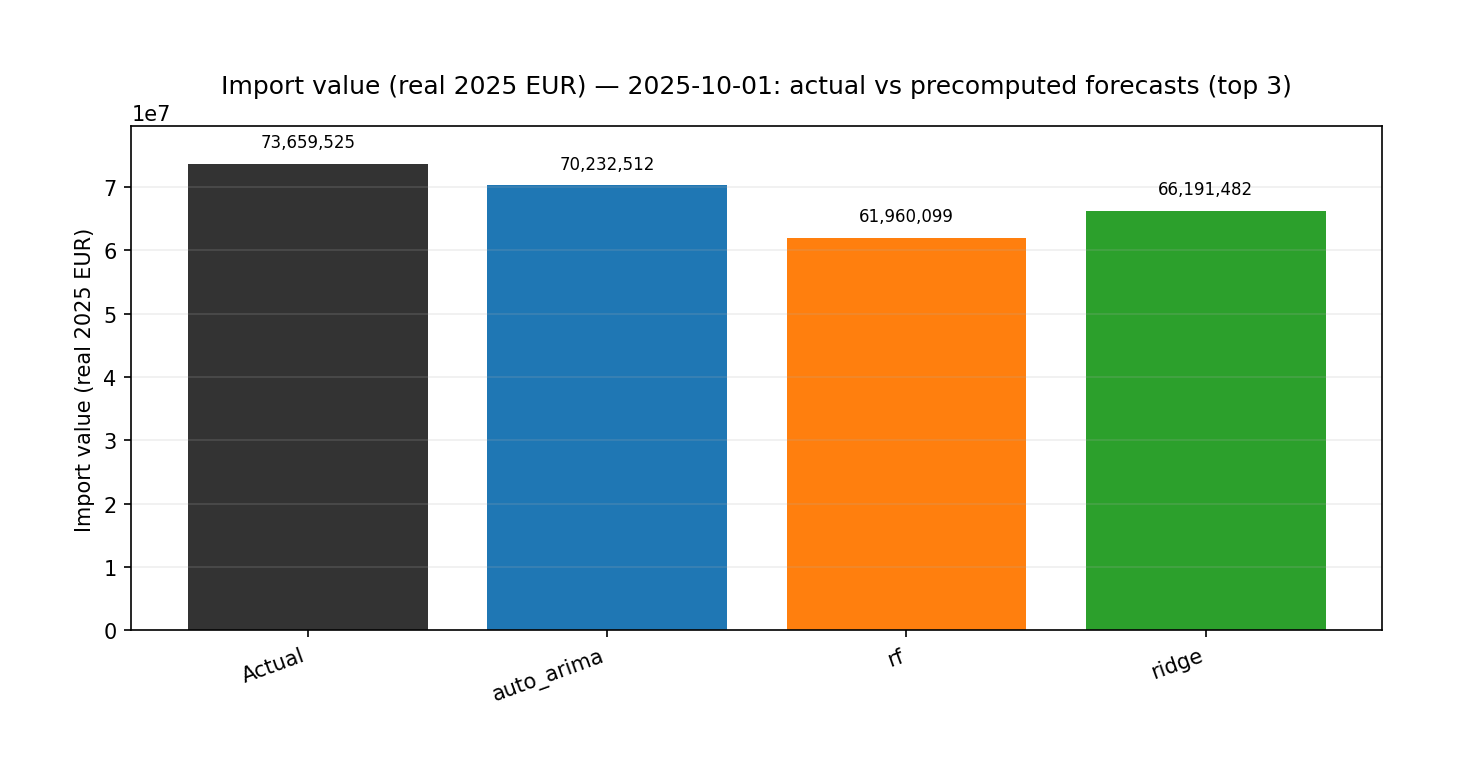 Import value (real 2025 EUR) — 2025-10-01: actual vs precomputed forecasts (top 3)
1e7
73,659,525
70,232,512
61,960,099
66,191,482
Import value (real 2025 EUR)
7
6
5
4
3
2
1
0
Actual
auto_arima
rf
ridge